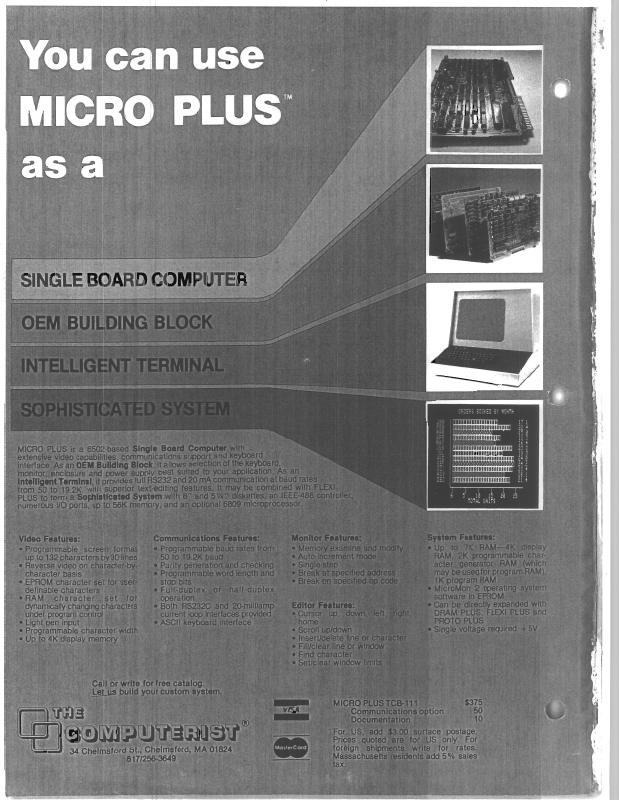 You can use
MICRO PLUS™
as a
SINGLE BOARD COMPUTER
OEM BUILDING BLOCK
INTELLIGENT TERMINAL
SOPHISTICATED SYSTEM
ORDERS BOOKED BY MONTH
TOTAL UNITS
MICRO PLUS is a 6502-based Single Board Computer with
extensive video capabilities, communications support and keyboard
interface. As an OEM Building Block, it allows selection of the keyboard,
monitor, enclosure and power supply best suited to your application. As an
Intelligent Terminal, it provides full RS232 and 20 mA communication at baud rates
from 50 to 19.2K with superior text-editing features. It may be combined with FLEXI
PLUS to form a Sophisticated System with 8" and 5¼" diskettes, an IEEE-488 controller,
numerous I/O ports, up to 56K memory, and an optional 6809 microprocessor.
Video Features:
• Programmable screen format
up to 132 characters by 30 lines
• Reverse video on character-by-
character basis
• EPROM character set for user-
definable characters
• RAM character set for
dynamically changing characters
under program control
• Light pen input
• Programmable character width
• Up to 4K display memory
Communications Features:
• Programmable baud rates from
50 to 19.2K baud
• Parity generation and checking
• Programmable word length and
stop bits
• Full-duplex or half-duplex
operation
• Both RS232C and 20-milliamp
current loop interfaces provided
• ASCII keyboard interface
Monitor Features:
• Memory examine and modify
• Auto-increment mode
• Single-step
• Break at specified address
• Break on specified op code
Editor Features:
• Cursor up, down, left, right,
home
• Scroll up/down
• Insert/delete line or character
• Fill/clear line or window
• Find character
• Set/clear window limits
System Features:
• Up to 7K RAM—4K display
RAM, 2K programmable char-
acter generator RAM (which
may be used for program RAM),
1K program RAM
• MicroMon 2 operating system
software in EPROM
• Can be directly expanded with
DRAM PLUS, FLEXI PLUS and
PROTO PLUS
• Single voltage required +5V
Call or write for free catalog.
Let us build your custom system.
THE
COMPUTERIST®
34 Chelmsford St., Chelmsford, MA 01824
617/256-3649
VISA
MasterCard
MICRO PLUS TCB-111 $375
Communications option 50
Documentation 10
For US, add $3.00 surface postage.
Prices quoted are for US only. For
foreign shipments write for rates.
Massachusetts residents add 5% sales
tax.